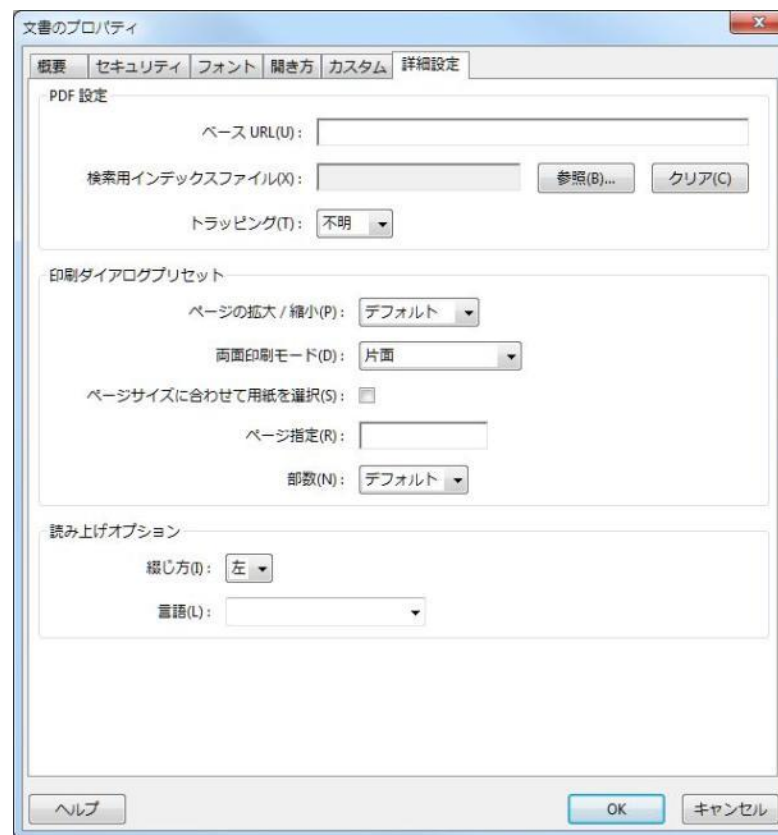 文書のプロパティ
概要 セキュリティ フォント 開き方 カスタム 詳細設定
PDF 設定
ベース URL(U):
検索用インデックスファイル(X): 参照(B)... クリア(C)
トラッピング(T): 不明
印刷ダイアログプリセット
ページの拡大 / 縮小(P): デフォルト
両面印刷モード(D): 片面
ページサイズに合わせて用紙を選択(S):
ページ指定(R):
部数(N): デフォルト
読み上げオプション
綴じ方(I): 左
言語(L):
ヘルプ OK キャンセル